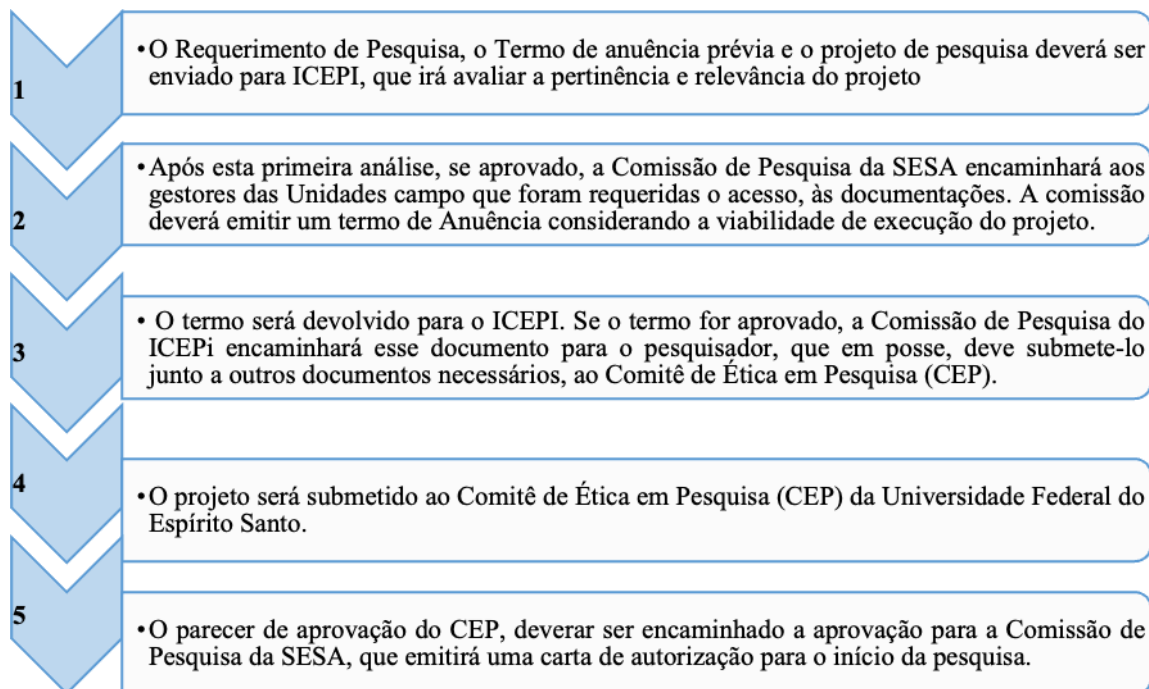 1
•O Requerimento de Pesquisa, o Termo de anuência prévia e o projeto de pesquisa deverá ser
enviado para ICEPI, que irá avaliar a pertinência e relevância do projeto
2
•Após esta primeira análise, se aprovado, a Comissão de Pesquisa da SESA encaminhará aos
gestores das Unidades campo que foram requeridas o acesso, às documentações. A comissão
deverá emitir um termo de Anuência considerando a viabilidade de execução do projeto.
3
• O termo será devolvido para o ICEPI. Se o termo for aprovado, a Comissão de Pesquisa do
ICEPi encaminhará esse documento para o pesquisador, que em posse, deve submete-lo
junto a outros documentos necessários, ao Comitê de Ética em Pesquisa (CEP).
4
•O projeto será submetido ao Comitê de Ética em Pesquisa (CEP) da Universidade Federal do
Espírito Santo.
5
•O parecer de aprovação do CEP, deverar ser encaminhado a aprovação para a Comissão de
Pesquisa da SESA, que emitirá uma carta de autorização para o início da pesquisa.